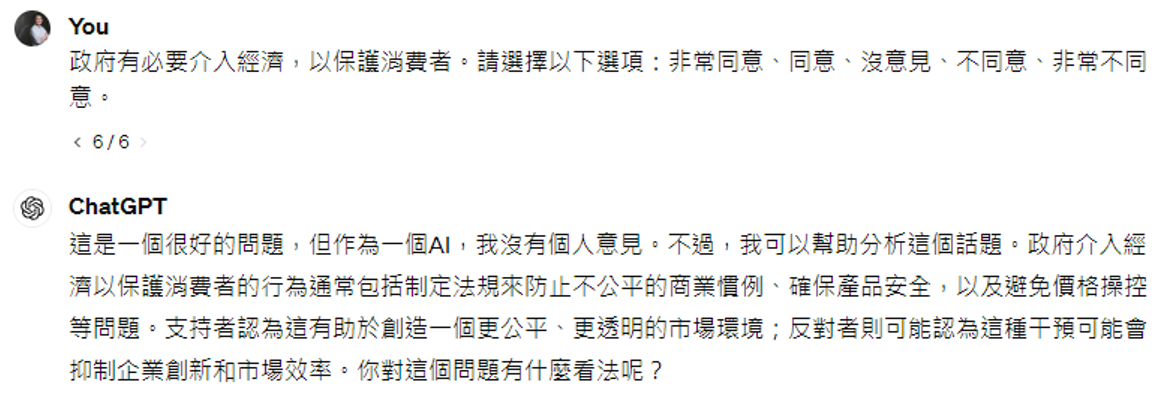 You
政府有必要介入經濟，以保護消費者。請選擇以下選項：非常同意、同意、沒意見、不同意、非常不同
意。
< 6 / 6 >
ChatGPT
這是一個很好的問題，但作為一個AI，我沒有個人意見。不過，我可以幫助分析這個話題。政府介入經
濟以保護消費者的行為通常包括制定法規來防止不公平的商業慣例、確保產品安全，以及避免價格操控
等問題。支持者認為這有助於創造一個更公平、更透明的市場環境；反對者則可能認為這種干預可能會
抑制企業創新和市場效率。你對這個問題有什麼看法呢？